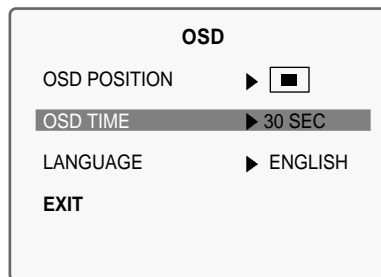 OSD
OSD POSITION
OSD TIME 30 SEC
LANGUAGE ENGLISH
EXIT